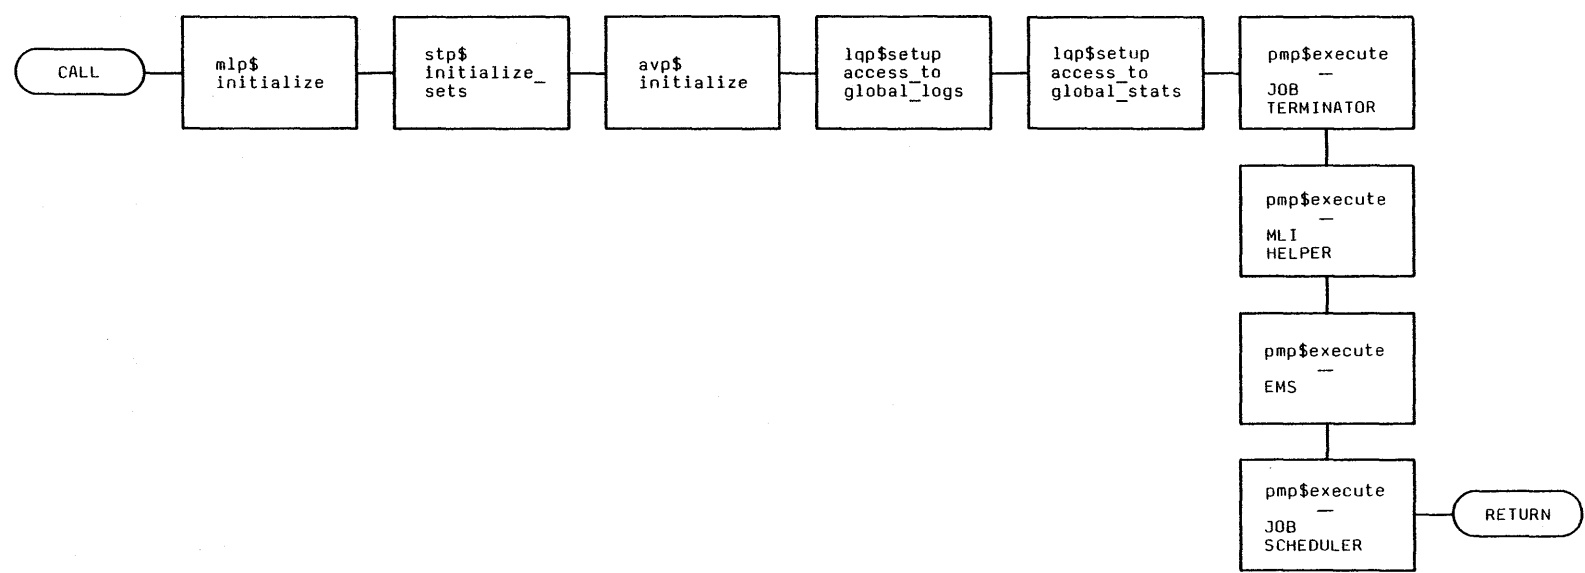 CALL
mlp$
initialize
stp$
initialize_
sets
avp$
initialize
lqp$setup
access_to
global_logs
lqp$setup
access_to
global_stats
pmp$execute
_
JOB
TERMINATOR
pmp$execute
_
MLI
HELPER
pmp$execute
_
EMS
pmp$execute
_
JOB
SCHEDULER
RETURN